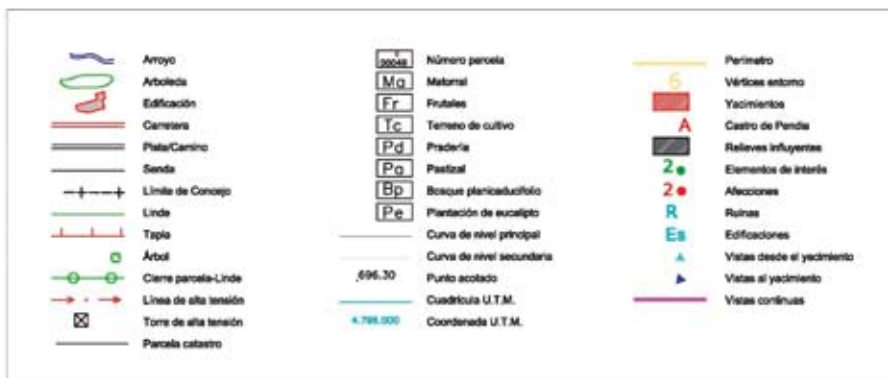 Arroyo
Arboleda
Edificación
Carretera
Pista/Camino
Senda
Límite de Concejo
Linde
Tapia
Árbol
Cierre parcela-Linde
Línea de alta tensión
Torre de alta tensión
Parcela catastro
00048 Número parcela
Ma Matorral
Fr Frutales
Tc Terreno de cultivo
Pd Pradería
Pa Pastizal
Bp Bosque planicaducifolio
Pe Plantación de eucalipto
Curva de nivel principal
Curva de nivel secundaria
.696.30 Punto acotado
Cuadrícula U.T.M.
4.798.000 Coordenada U.T.M.
Perímetro
6 Vértices entorno
Yacimientos
A Castro de Pendia
Relieves influyentes
2 Elementos de interés
2 Afecciones
R Ruinas
Es Edificaciones
Vistas desde el yacimiento
Vistas al yacimiento
Vistas contínuas